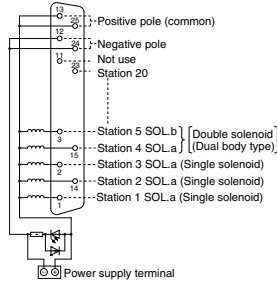 13
25
Positive pole (common)
12
24
Negative pole
11
Not use
23
Station 20
3
Station 5 SOL.b
Double solenoid
15
Station 4 SOL.a
(Dual body type)
2
Station 3 SOL.a (Single solenoid)
14
Station 2 SOL.a (Single solenoid)
1
Station 1 SOL.a (Single solenoid)
Power supply terminal